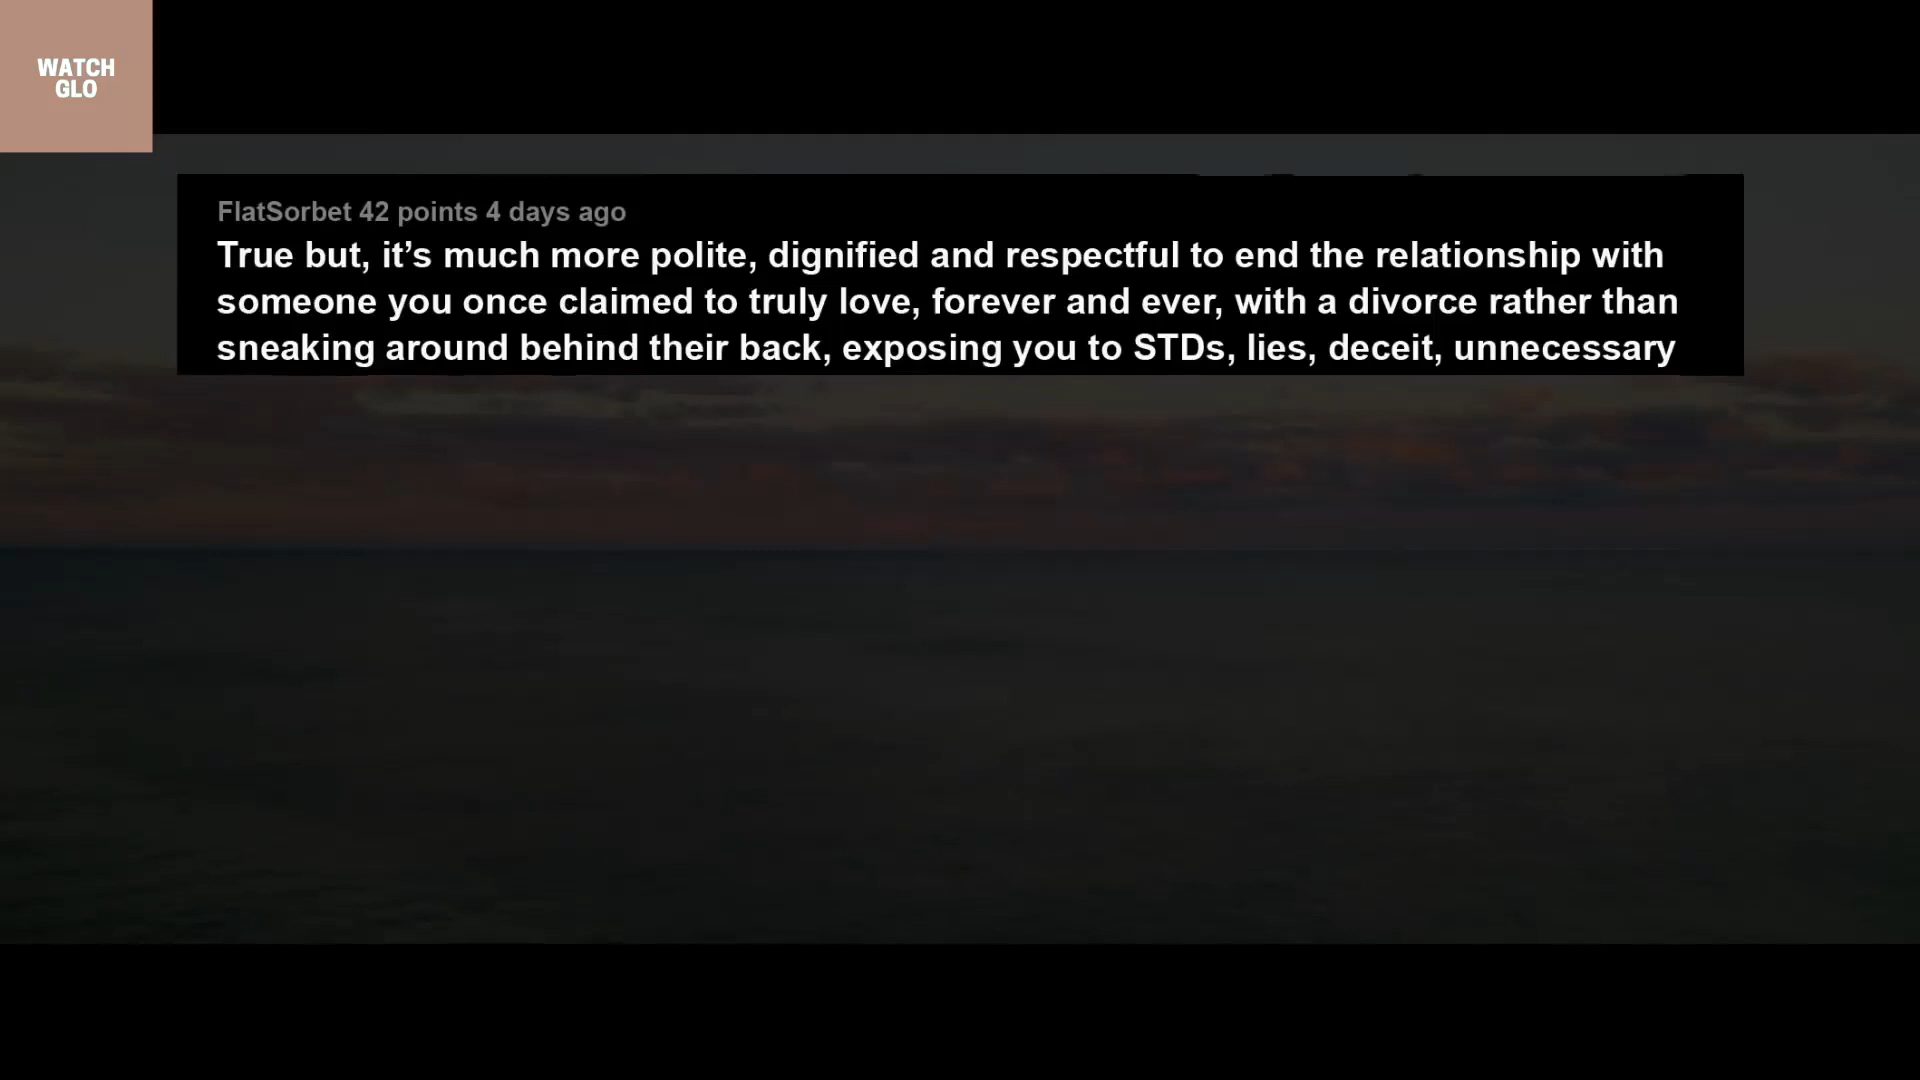 WATCH
GLO
FlatSorbet 42 points 4 days ago
True but, it’s much more polite, dignified and respectful to end the relationship with
someone you once claimed to truly love, forever and ever, with a divorce rather than
sneaking around behind their back, exposing you to STDs, lies, deceit, unnecessary